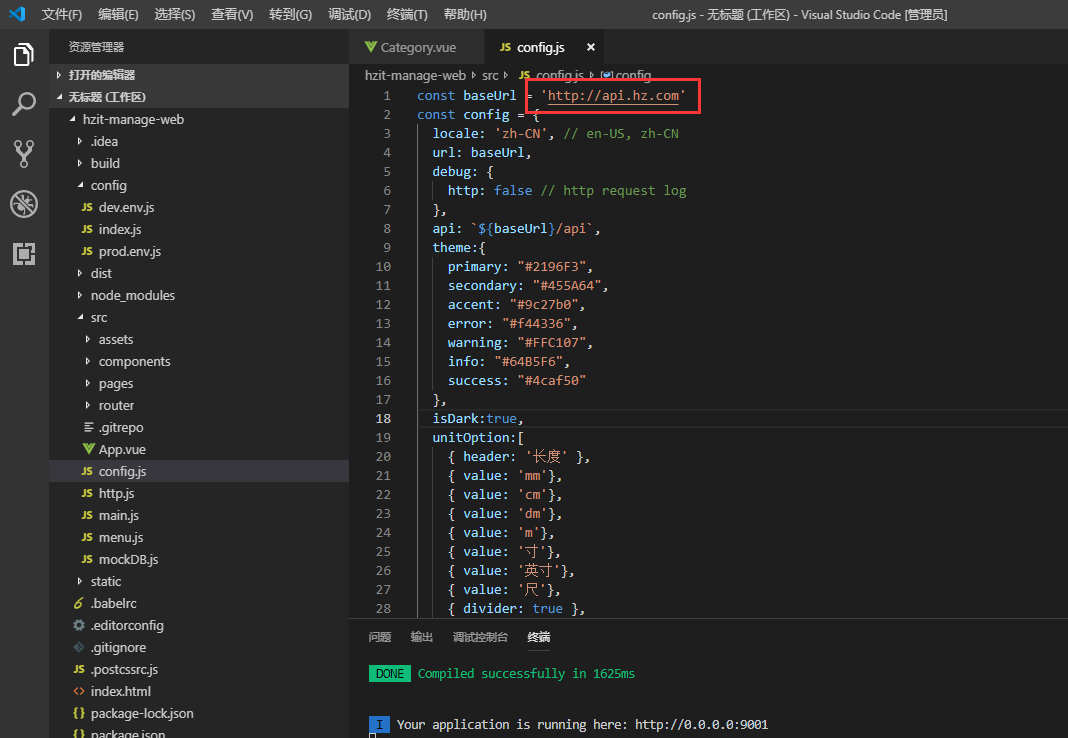 文件(F) 编辑(E) 选择(S) 查看(V) 转到(G) 调试(D) 终端(T) 帮助(H) config.js - 无标题 (工作区) - Visual Studio Code [管理员]
资源管理器
打开的编辑器
无标题 (工作区)
hzit-manage-web
.idea
build
config
JS dev.env.js
JS index.js
JS prod.env.js
dist
node_modules
src
assets
components
pages
router
.gitrepo
App.vue
JS config.js
JS http.js
JS main.js
JS menu.js
JS mockDB.js
static
.babelrc
.editorconfig
.gitignore
JS .postcssrc.js
<> index.html
{} package-lock.json
{} package.json
Category.vue JS config.js ×
hzit-manage-web src JS config.js config
1 const baseUrl = 'http://api.hz.com'
2 const config = {
3 locale: 'zh-CN', // en-US, zh-CN
4 url: baseUrl,
5 debug: {
6 http: false // http request log
7 },
8 api: `${baseUrl}/api`,
9 theme:{
10 primary: "#2196F3",
11 secondary: "#455A64",
12 accent: "#9c27b0",
13 error: "#f44336",
14 warning: "#FFC107",
15 info: "#64B5F6",
16 success: "#4caf50"
17 },
18 isDark:true,
19 unitOption:[
20 { header: '长度' },
21 { value: 'mm'},
22 { value: 'cm'},
23 { value: 'dm'},
24 { value: 'm'},
25 { value: '寸'},
26 { value: '英寸'},
27 { value: '尺'},
28 { divider: true },
问题 输出 调试控制台 终端
DONE Compiled successfully in 1625ms
I Your application is running here: http://0.0.0.0:9001